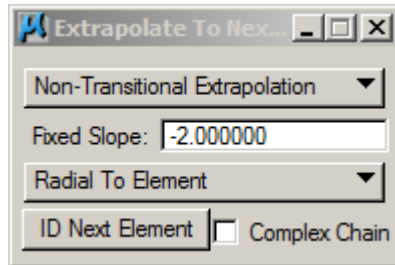 Extrapolate To Nex...
Non-Transitional Extrapolation
Fixed Slope: -2.000000
Radial To Element
ID Next Element Complex Chain